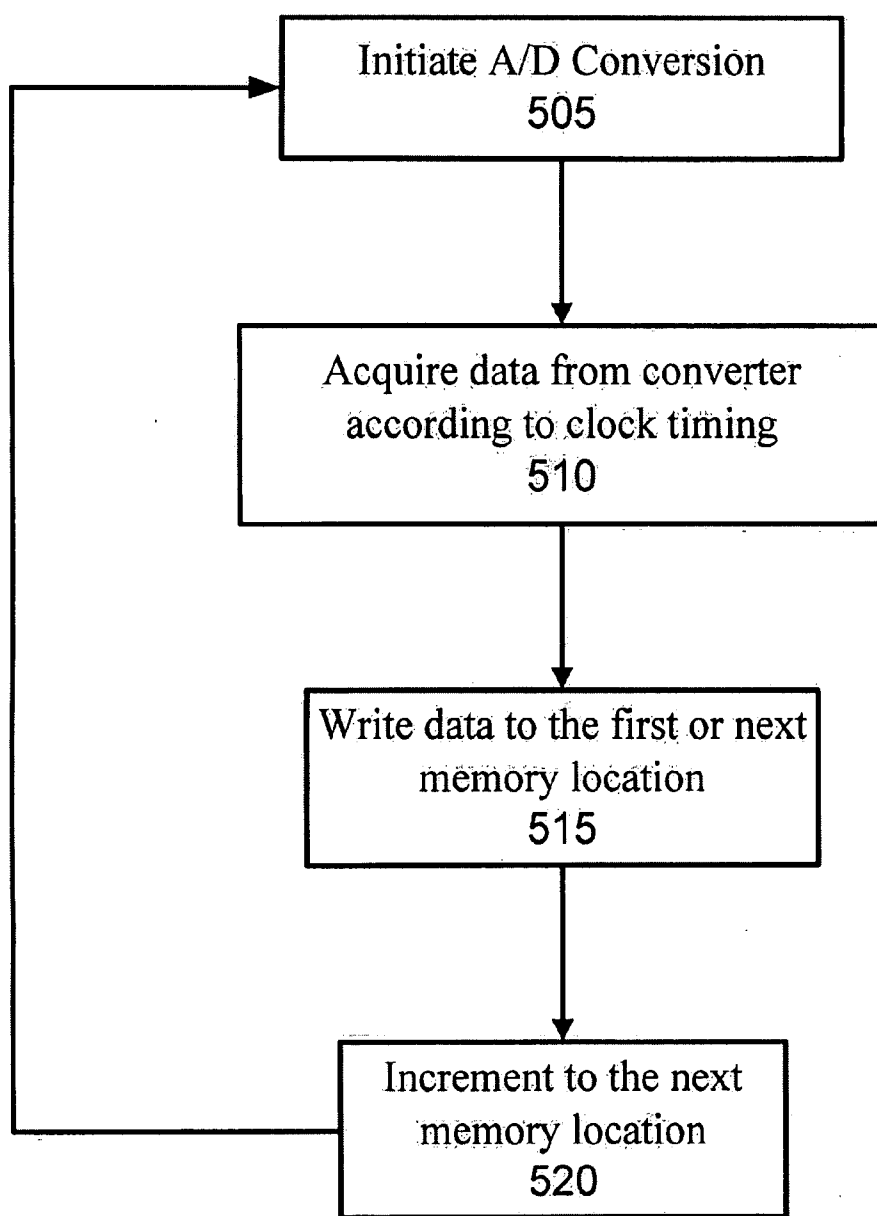 Initiate A/D Conversion
505
Acquire data from converter
according to clock timing
510
Write data to the first or next
memory location
515
Increment to the next
memory location
520